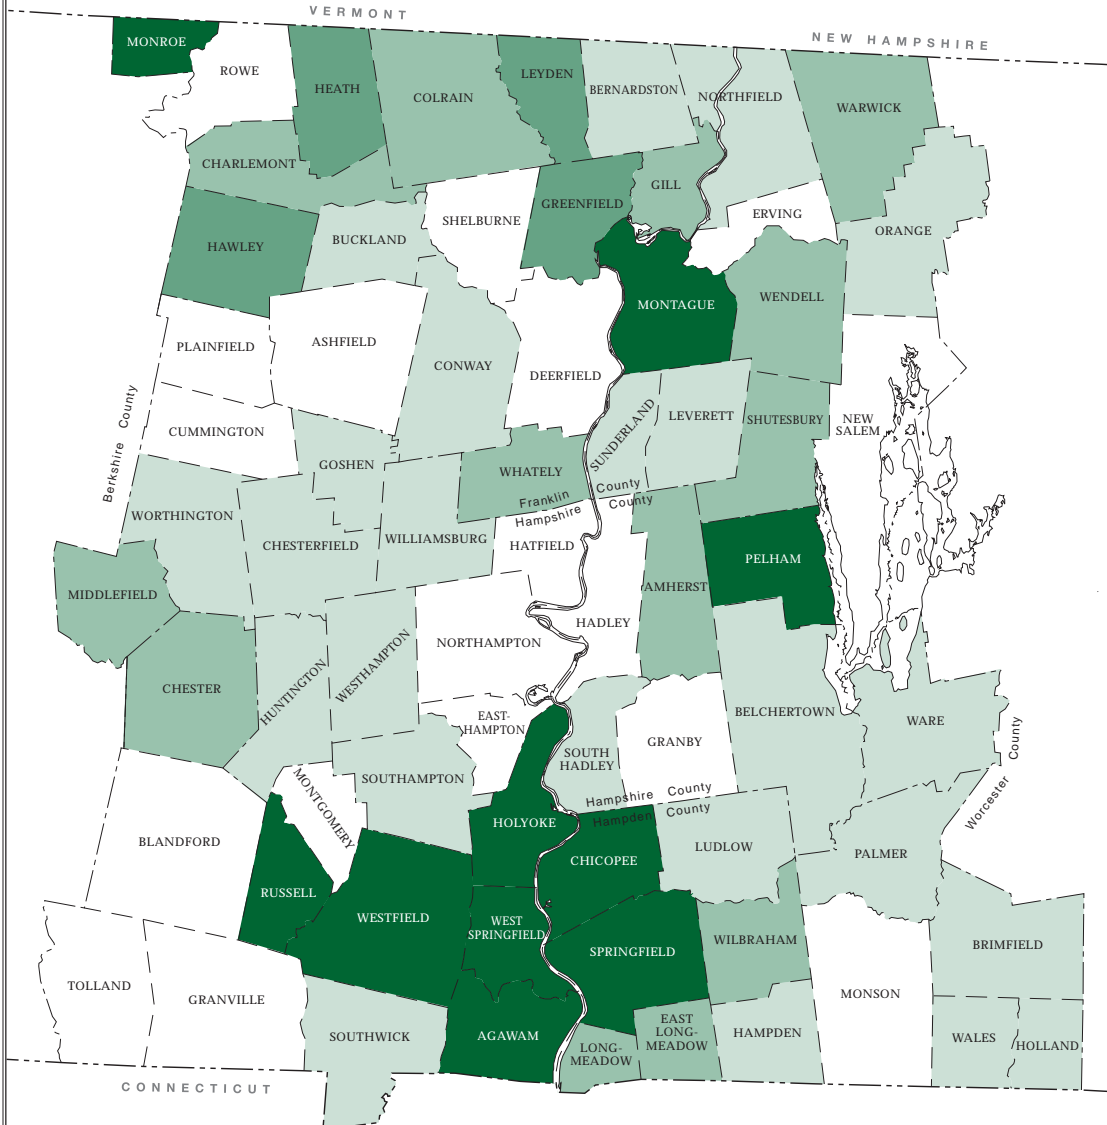 VERMONT
NEW HAMPSHIRE
MONROE
ROWE
HEATH
COLRAIN
LEYDEN
BERNARDSTON
NORTHFIELD
WARWICK
CHARLEMONT
GILL
SHELBURNE
GREENFIELD
ERVING
ORANGE
HAWLEY
BUCKLAND
MONTAGUE
WENDELL
PLAINFIELD
ASHFIELD
CONWAY
DEERFIELD
Berkshire County
CUMMINGTON
GOSHEN
WHATELY
SUNDERLAND
LEVERETT
SHUTESBURY
NEW
SALEM
Franklin County
Hampshire County
WORTHINGTON
CHESTERFIELD
WILLIAMSBURG
HATFIELD
PELHAM
MIDDLEFIELD
AMHERST
HADLEY
NORTHAMPTON
CHESTER
HUNTINGTON
WESTHAMPTON
EAST-
HAMPTON
BELCHERTOWN
WARE
SOUTH
HADLEY
GRANBY
SOUTHAMPTON
MONTGOMERY
Hampshire County
Hampden County
Worcester County
BLANDFORD
HOLYOKE
CHICOPEE
LUDLOW
PALMER
RUSSELL
WESTFIELD
WEST
SPRINGFIELD
SPRINGFIELD
WILBRAHAM
BRIMFIELD
TOLLAND
GRANVILLE
MONSON
SOUTHWICK
AGAWAM
LONG-
MEADOW
EAST
LONG-
MEADOW
HAMPDEN
WALES
HOLLAND
CONNECTICUT